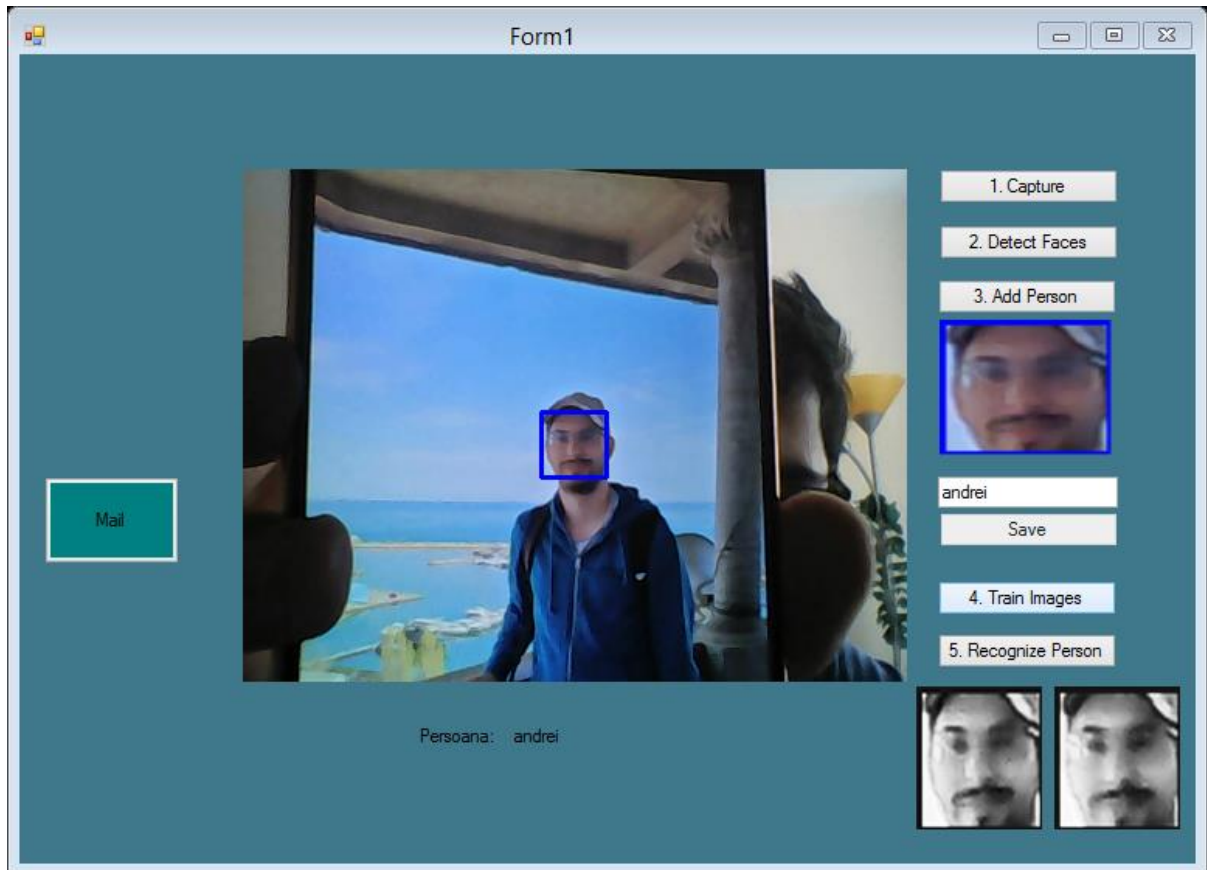 Form1
1. Capture
2. Detect Faces
3. Add Person
andrei
Save
Mail
4. Train Images
5. Recognize Person
Persoana: andrei